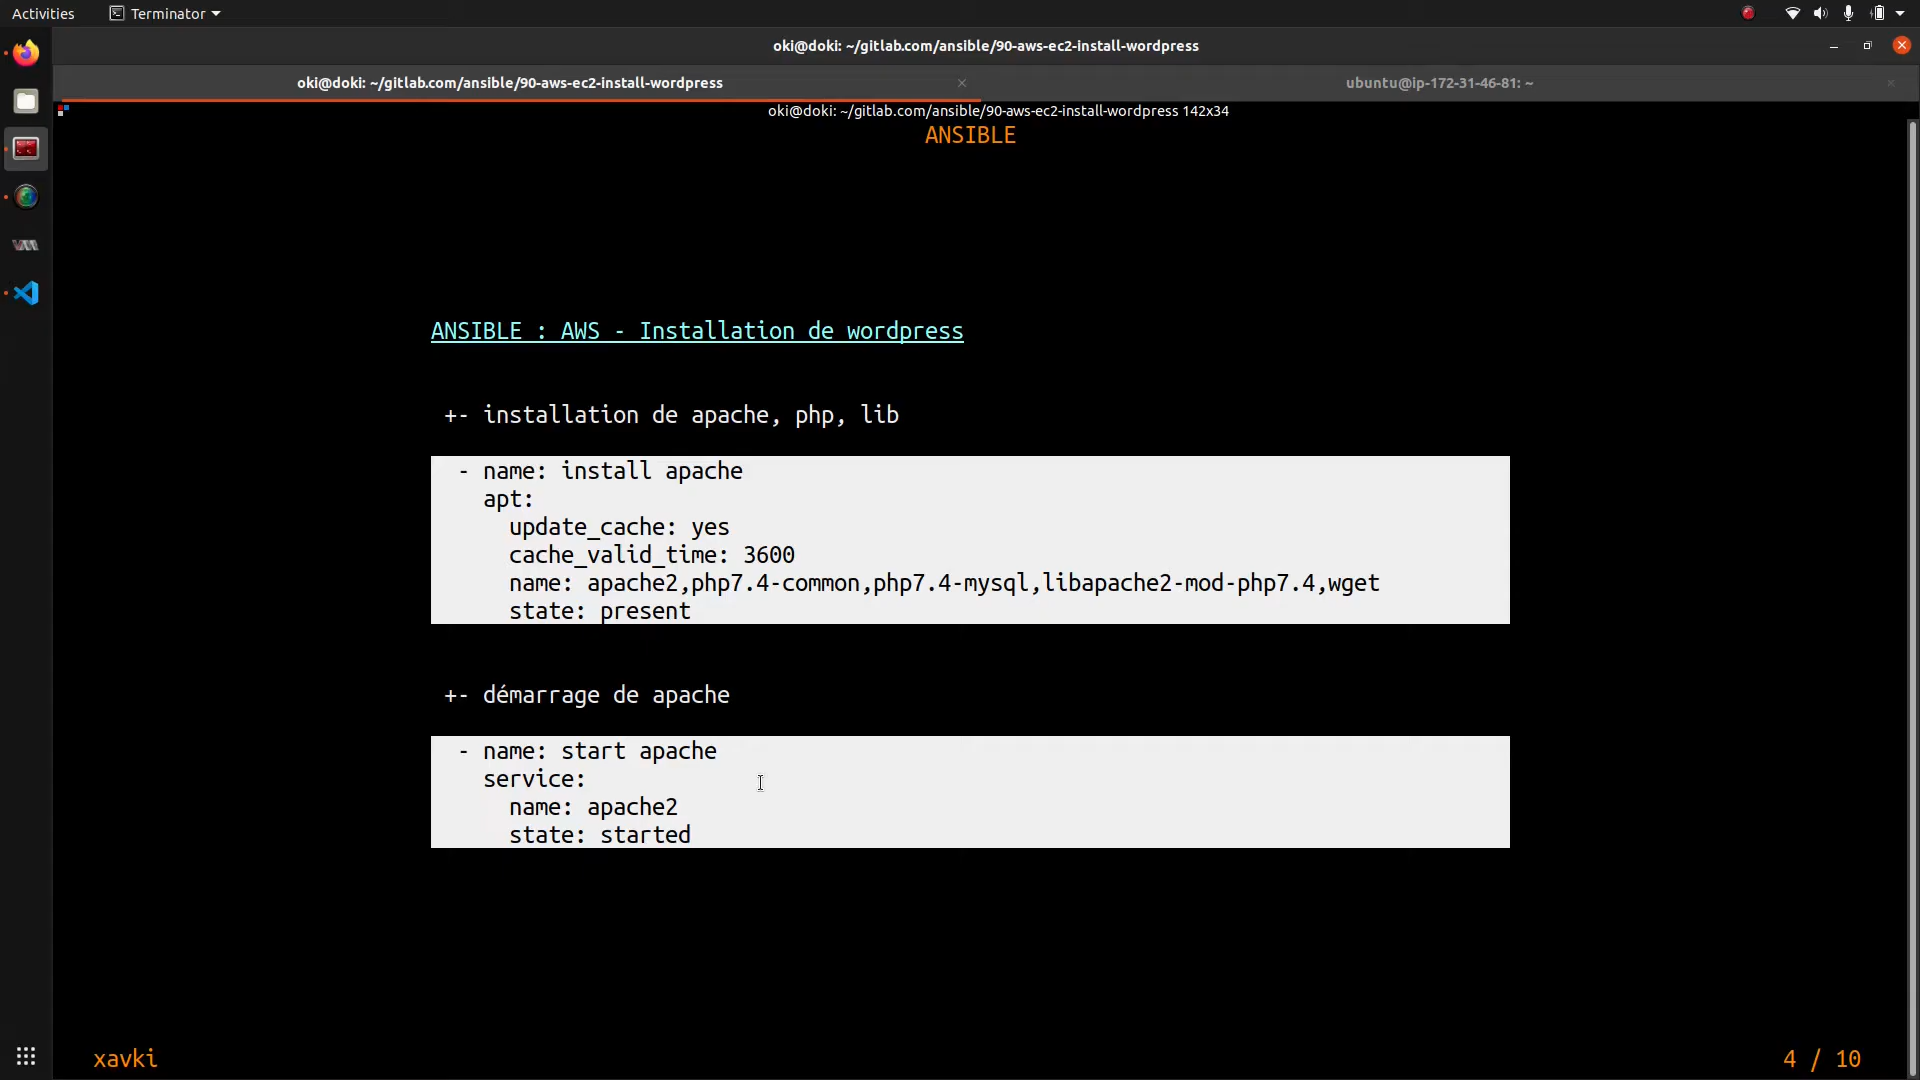 Activities
Terminator
oki@doki: ~/gitlab.com/ansible/90-aws-ec2-install-wordpress
oki@doki: ~/gitlab.com/ansible/90-aws-ec2-install-wordpress
ubuntu@ip-172-31-46-81: ~
oki@doki: ~/gitlab.com/ansible/90-aws-ec2-install-wordpress 142x34
ANSIBLE
ANSIBLE : AWS - Installation de wordpress
+- installation de apache, php, lib
- name: install apache
apt:
update_cache: yes
cache_valid_time: 3600
name: apache2,php7.4-common,php7.4-mysql,libapache2-mod-php7.4,wget
state: present
+- démarrage de apache
- name: start apache
service:
name: apache2
state: started
xavki
4 / 10